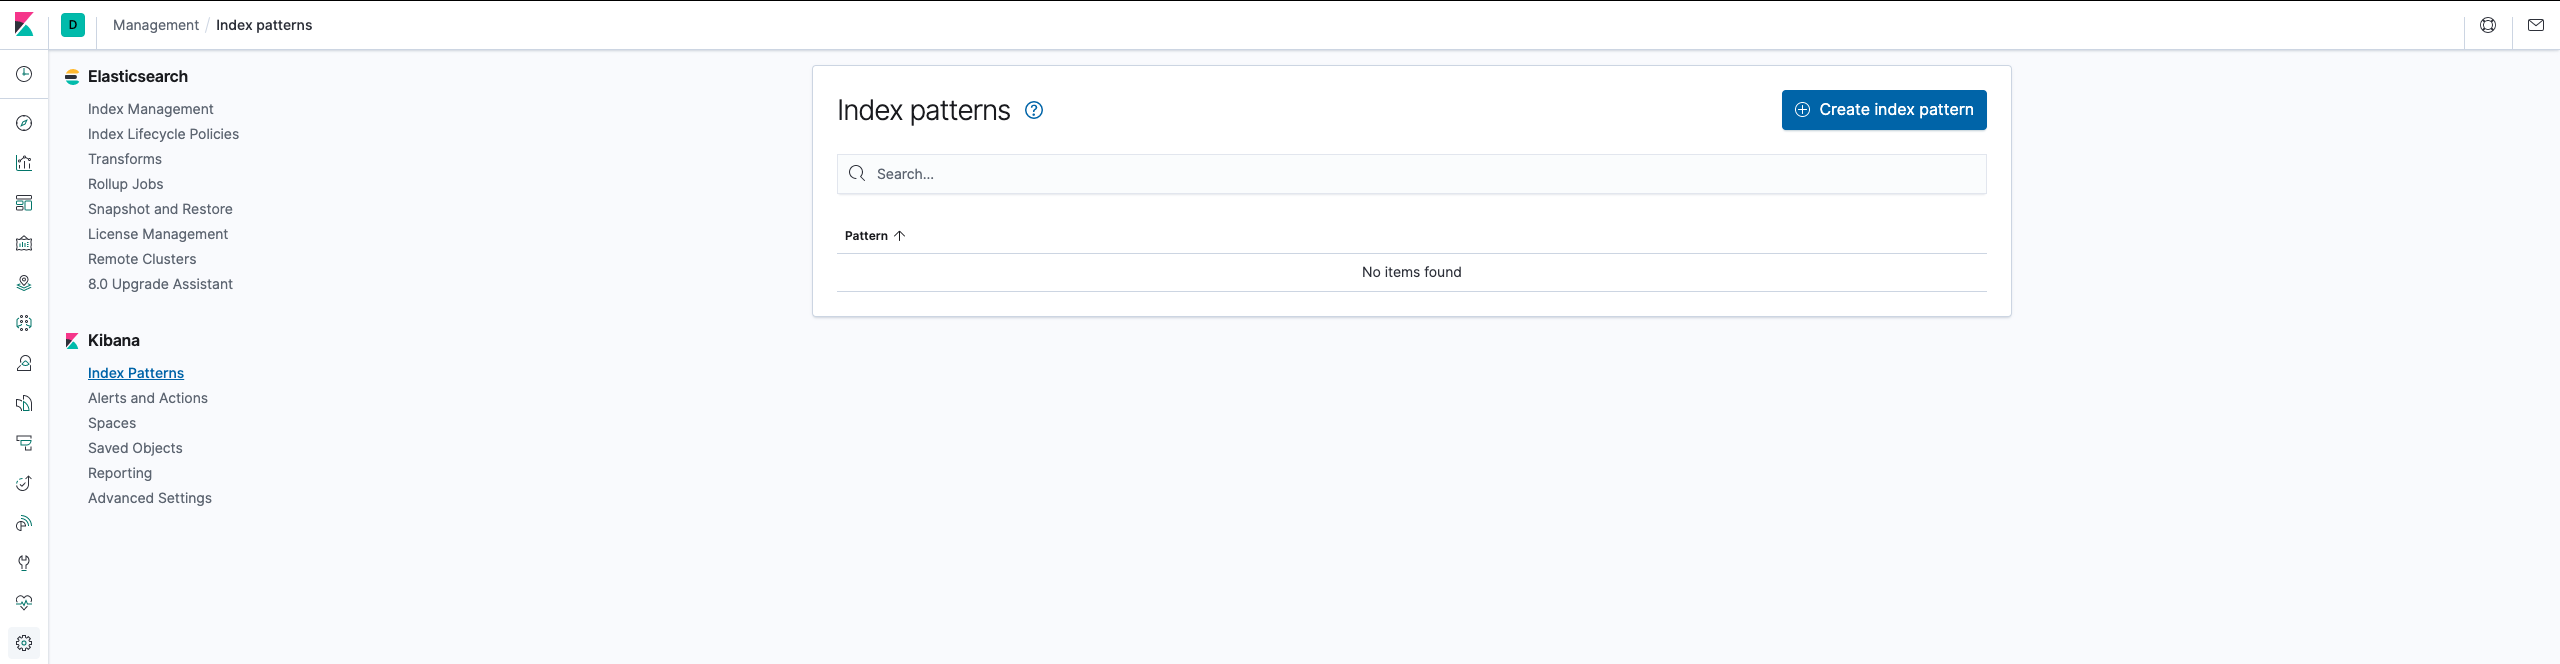 D Management / Index patterns
Elasticsearch
Index Management
Index Lifecycle Policies
Transforms
Rollup Jobs
Snapshot and Restore
License Management
Remote Clusters
8.0 Upgrade Assistant
Kibana
Index Patterns
Alerts and Actions
Spaces
Saved Objects
Reporting
Advanced Settings
Index patterns
Create index pattern
Search...
Pattern
No items found